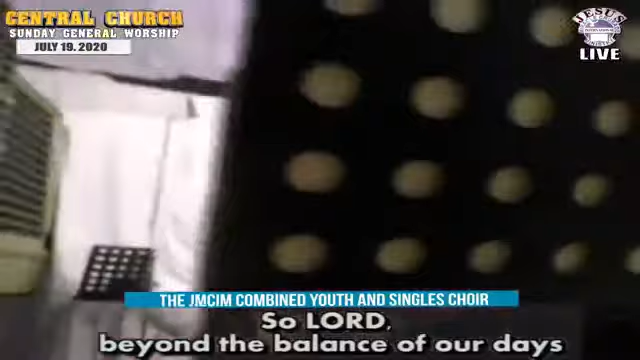 CENTRAL CHURCH
SUNDAY GENERAL WORSHIP
JULY 19. 2020
JESUS
LIVE
THE JMCIM COMBINED YOUTH AND SINGLES CHOIR
So LORD,
beyond the balance of our days